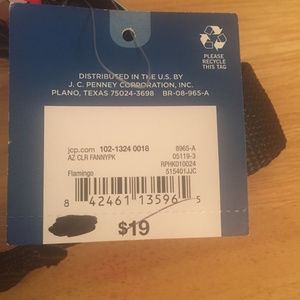 PLEASE
RECYCLE
THIS TAG
DISTRIBUTED IN THE U.S. BY
J. C. PENNEY CORPORATION, INC.
PLANO, TEXAS 75024-3698 BR-08-965-A
jcp.com 102-1324 0018 8965-A
AZ CLR FANNYPK 05119-3
RPHK010024
Flamingo 515401JJC
8 42461 13596 5
$19